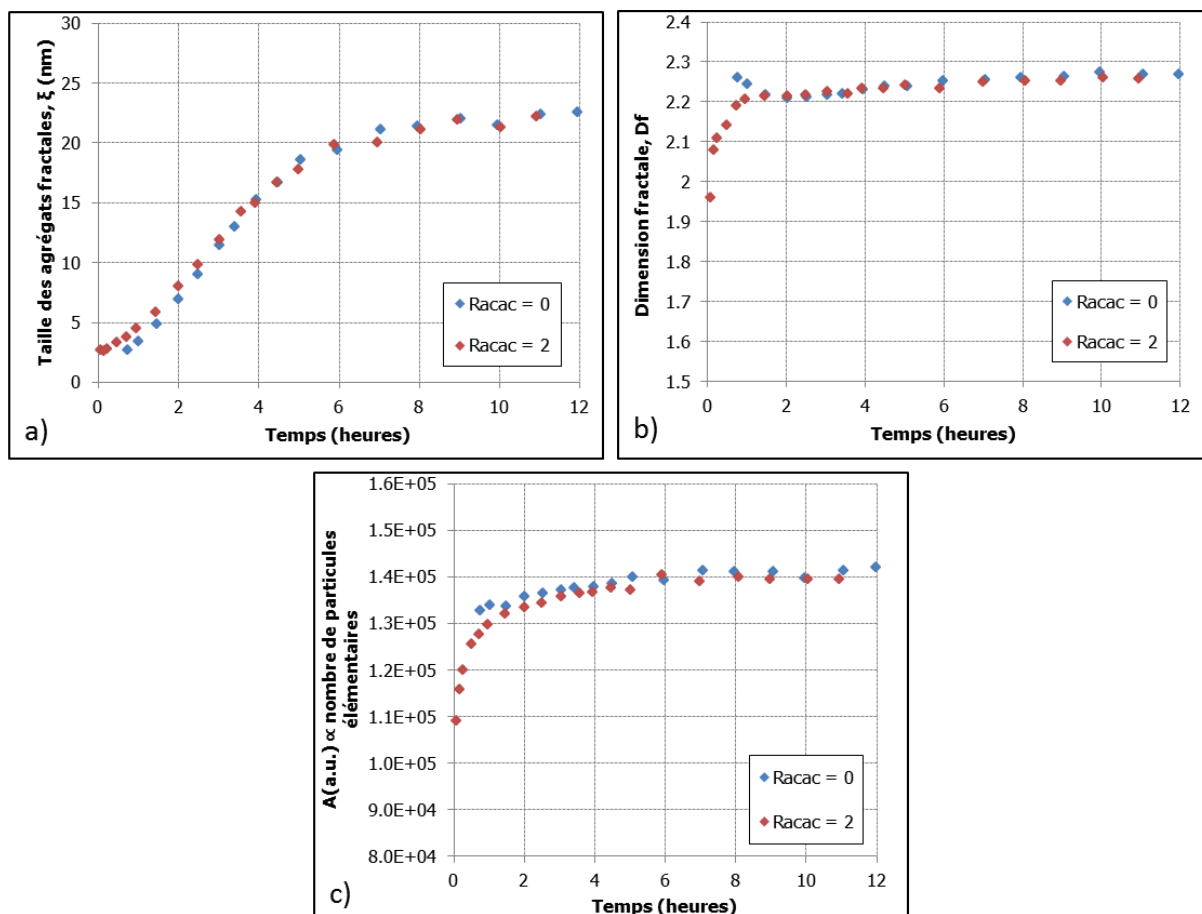 30
25
20
15
10
5
0
0 2 4 6 8 10 12
Taille des agrégats fractales, ξ (nm)
Temps (heures)
Racac = 0
Racac = 2
a)
2.4
2.3
2.2
2.1
2
1.9
1.8
1.7
1.6
1.5
0 2 4 6 8 10 12
Dimension fractale, Df
Temps (heures)
Racac = 0
Racac = 2
b)
1.6E+05
1.5E+05
1.4E+05
1.3E+05
1.2E+05
1.1E+05
1.0E+05
9.0E+04
8.0E+04
0 2 4 6 8 10 12
A(a.u.) ∝ nombre de particules
élémentaires
Temps (heures)
Racac = 0
Racac = 2
c)